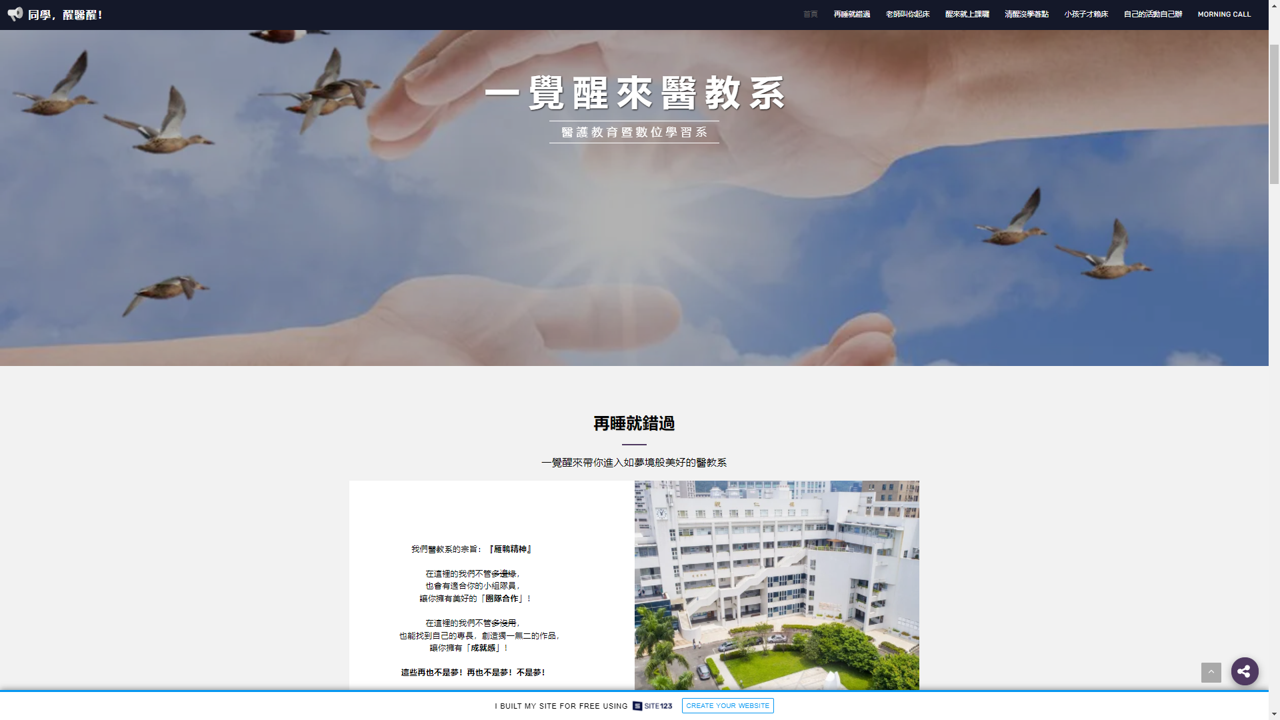 同學，醒醫醒！
首頁 再睡就錯過 老師叫你起床 醒來就上課囉 清醒沒學爸點 小孩子才賴床 自己的活動自己辦 MORNING CALL
一覺醒來醫教系
醫護教育暨數位學習系
再睡就錯過
一覺醒來帶你進入如夢境般美好的醫教系
我們醫教系的宗旨：『雁鴨精神』
在這裡的我們不管多邊緣，
也會有適合你的小組隊員，
讓你擁有美好的「團隊合作」！
在這裡的我們不管多沒用，
也能找到自己的專長，創造獨一無二的作品，
讓你擁有「成就感」！
這些再也不是夢！再也不是夢！不是夢！
I BUILT MY SITE FOR FREE USING SITE123 CREATE YOUR WEBSITE